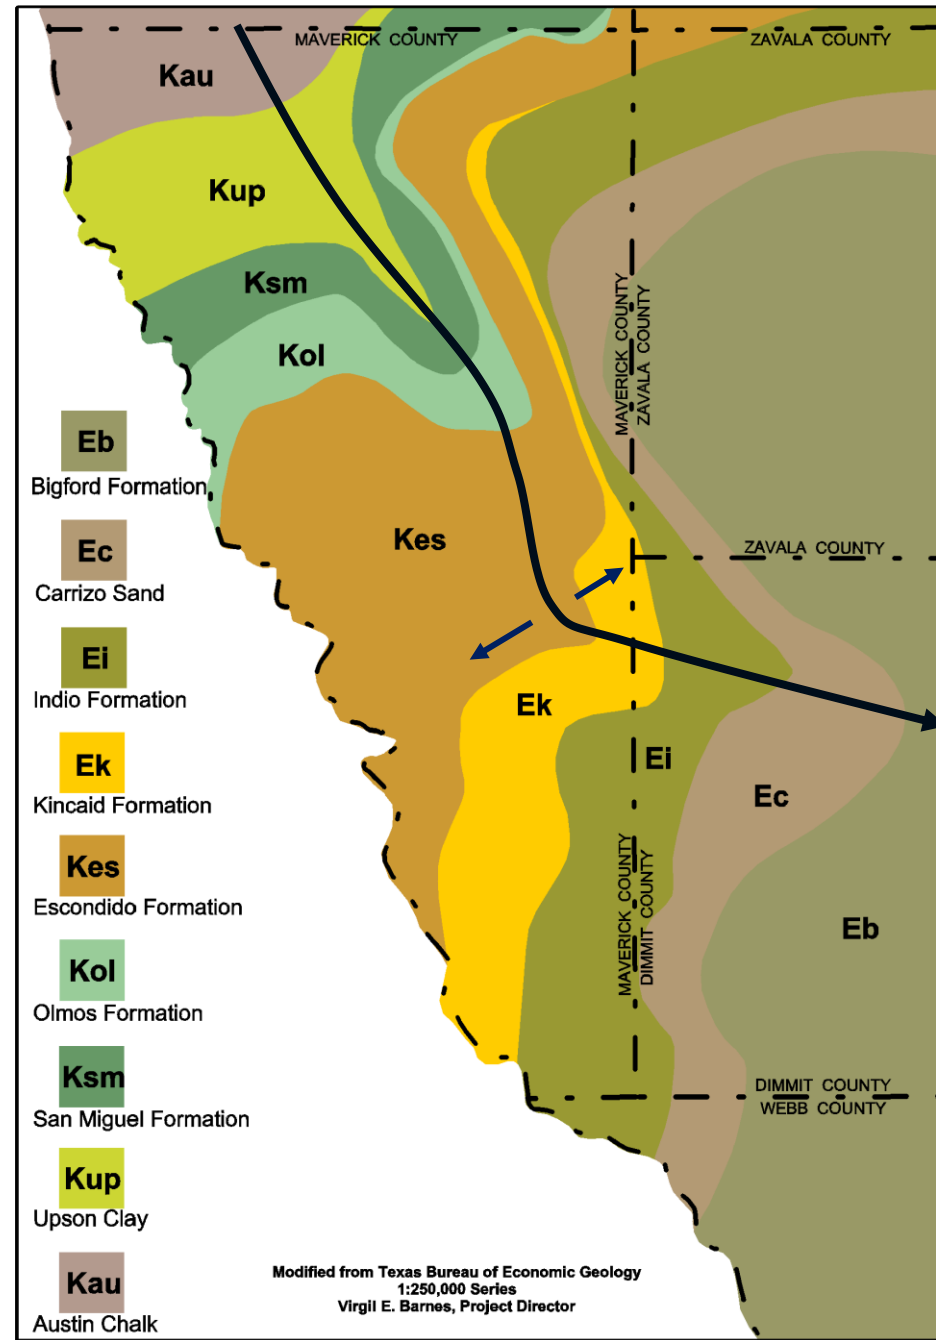 MAVERICK COUNTY
ZAVALA COUNTY
Kau
Kup
Ksm
Kol
MAVERICK COUNTY
ZAVALA COUNTY
Kes
ZAVALA COUNTY
Ek
Ei
Ec
Eb
MAVERICK COUNTY
DIMMIT COUNTY
DIMMIT COUNTY
WEBB COUNTY
Eb
Bigford Formation
Ec
Carrizo Sand
Ei
Indio Formation
Ek
Kincaid Formation
Kes
Escondido Formation
Kol
Olmos Formation
Ksm
San Miguel Formation
Kup
Upson Clay
Kau
Austin Chalk
Modified from Texas Bureau of Economic Geology
1:250,000 Series
Virgil E. Barnes, Project Director